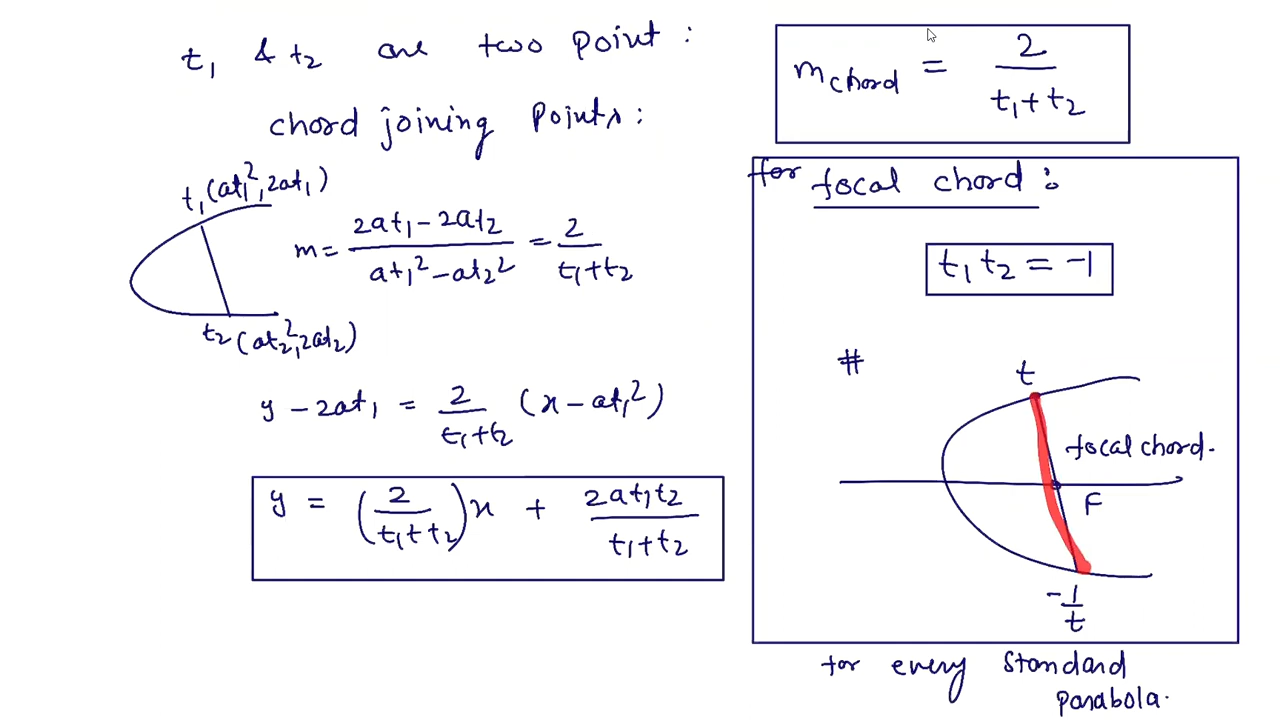 t₁ & t₂ are two point :
chord joining points :
t₁(at₁², 2at₁)
m = (2at₁ - 2at₂)/(at₁² - at₂²) = 2/(t₁+t₂)
t₂(at₂², 2at₂)
y - 2at₁ = 2/(t₁+t₂) (x - at₁²)
y = (2/(t₁+t₂))x + 2at₁t₂/(t₁+t₂)
m chord = 2/(t₁+t₂)
for focal chord :
t₁t₂ = -1
#
t
focal chord.
F
-1/t
for every standard
parabola.